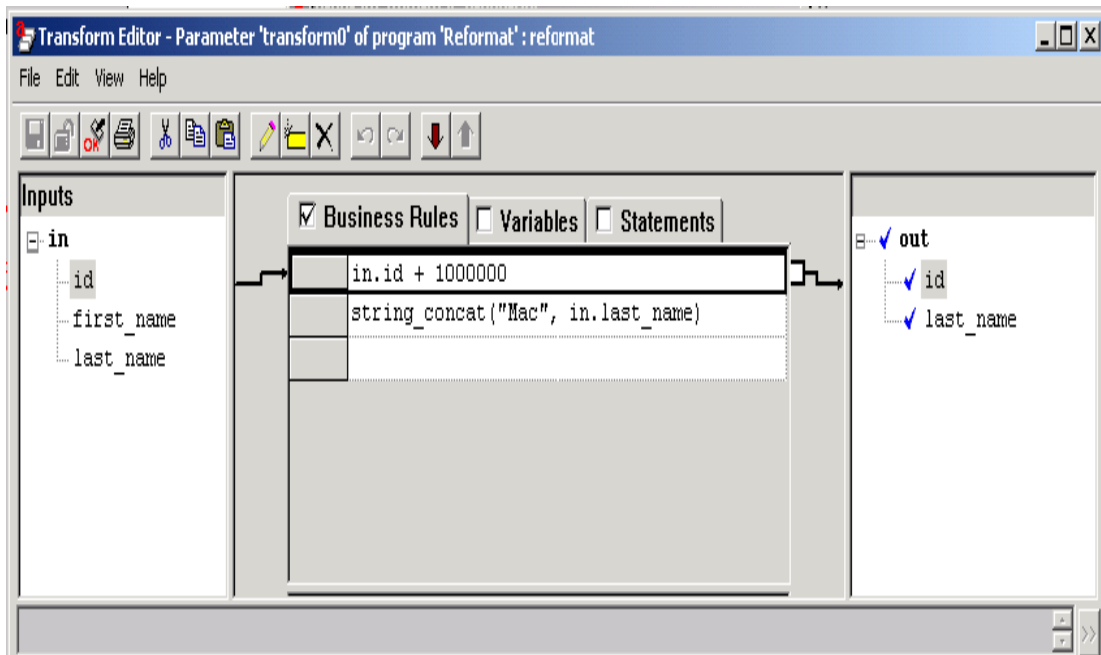 Transform Editor - Parameter 'transform0' of program 'Reformat' : reformat
File Edit View Help
OK
Inputs
in
id
first_name
last_name
Business Rules Variables Statements
in.id + 1000000
string_concat("Mac", in.last_name)
out
id
last_name